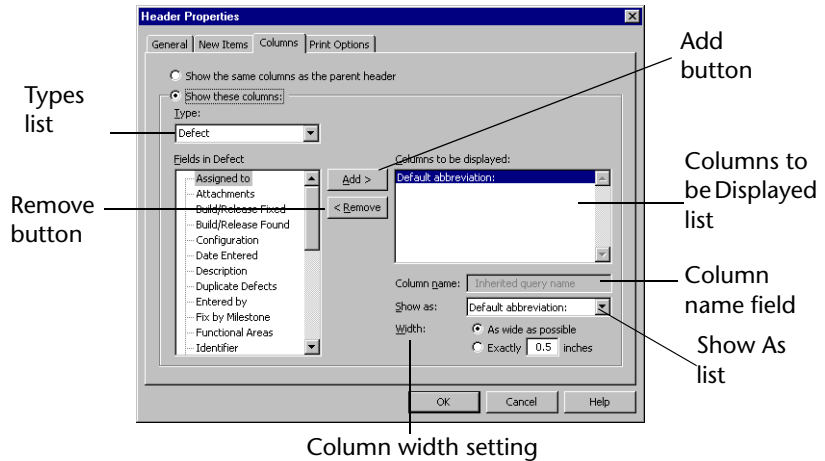 Header Properties
General New Items Columns Print Options
Show the same columns as the parent header
Show these columns:
Type:
Defect
Fields in Defect
Assigned to
Attachments
Build/Release Fixed
Build/Release Found
Configuration
Date Entered
Description
Duplicate Defects
Entered by
Fix by Milestone
Functional Areas
Identifier
Add >
< Remove
Columns to be displayed:
Default abbreviation:
Column name: Inherited query name
Show as: Default abbreviation:
Width: As wide as possible
Exactly 0.5 inches
OK Cancel Help
Types
list
Remove
button
Add
button
Columns to
be Displayed
list
Column
name field
Show As
list
Column width setting